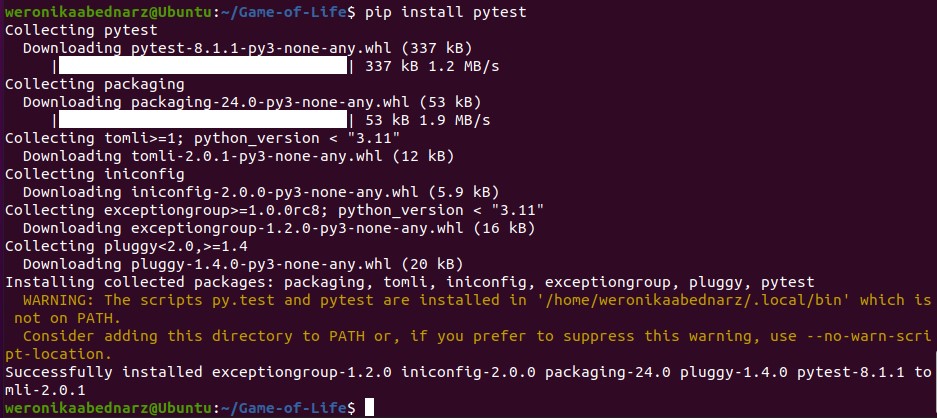 weronikaabednarz@Ubuntu:~/Game-of-Life$ pip install pytest
Collecting pytest
  Downloading pytest-8.1.1-py3-none-any.whl (337 kB)
     |████████████████████████████████| 337 kB 1.2 MB/s
Collecting packaging
  Downloading packaging-24.0-py3-none-any.whl (53 kB)
     |████████████████████████████████| 53 kB 1.9 MB/s
Collecting tomli>=1; python_version < "3.11"
  Downloading tomli-2.0.1-py3-none-any.whl (12 kB)
Collecting iniconfig
  Downloading iniconfig-2.0.0-py3-none-any.whl (5.9 kB)
Collecting exceptiongroup>=1.0.0rc8; python_version < "3.11"
  Downloading exceptiongroup-1.2.0-py3-none-any.whl (16 kB)
Collecting pluggy<2.0,>=1.4
  Downloading pluggy-1.4.0-py3-none-any.whl (20 kB)
Installing collected packages: packaging, tomli, iniconfig, exceptiongroup, pluggy, pytest
  WARNING: The scripts py.test and pytest are installed in '/home/weronikaabednarz/.local/bin' which is
 not on PATH.
  Consider adding this directory to PATH or, if you prefer to suppress this warning, use --no-warn-scri
pt-location.
Successfully installed exceptiongroup-1.2.0 iniconfig-2.0.0 packaging-24.0 pluggy-1.4.0 pytest-8.1.1 to
mli-2.0.1
weronikaabednarz@Ubuntu:~/Game-of-Life$